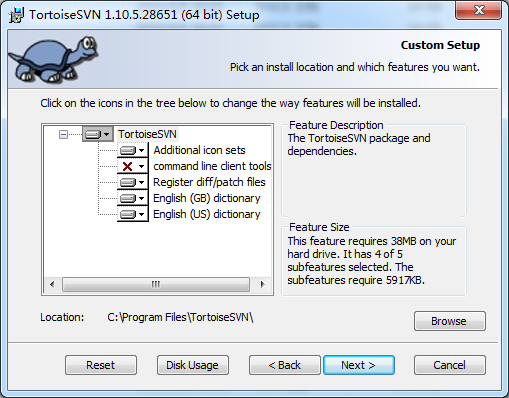 TortoiseSVN 1.10.5.28651 (64 bit) Setup
Custom Setup
Pick an install location and which features you want.
Click on the icons in the tree below to change the way features will be installed.
TortoiseSVN
Additional icon sets
command line client tools
Register diff/patch files
English (GB) dictionary
English (US) dictionary
Feature Description
The TortoiseSVN package and
dependencies.
Feature Size
This feature requires 38MB on your
hard drive. It has 4 of 5
subfeatures selected. The
subfeatures require 5917KB.
Location: C:\Program Files\TortoiseSVN\
Browse
Reset
Disk Usage
< Back
Next >
Cancel